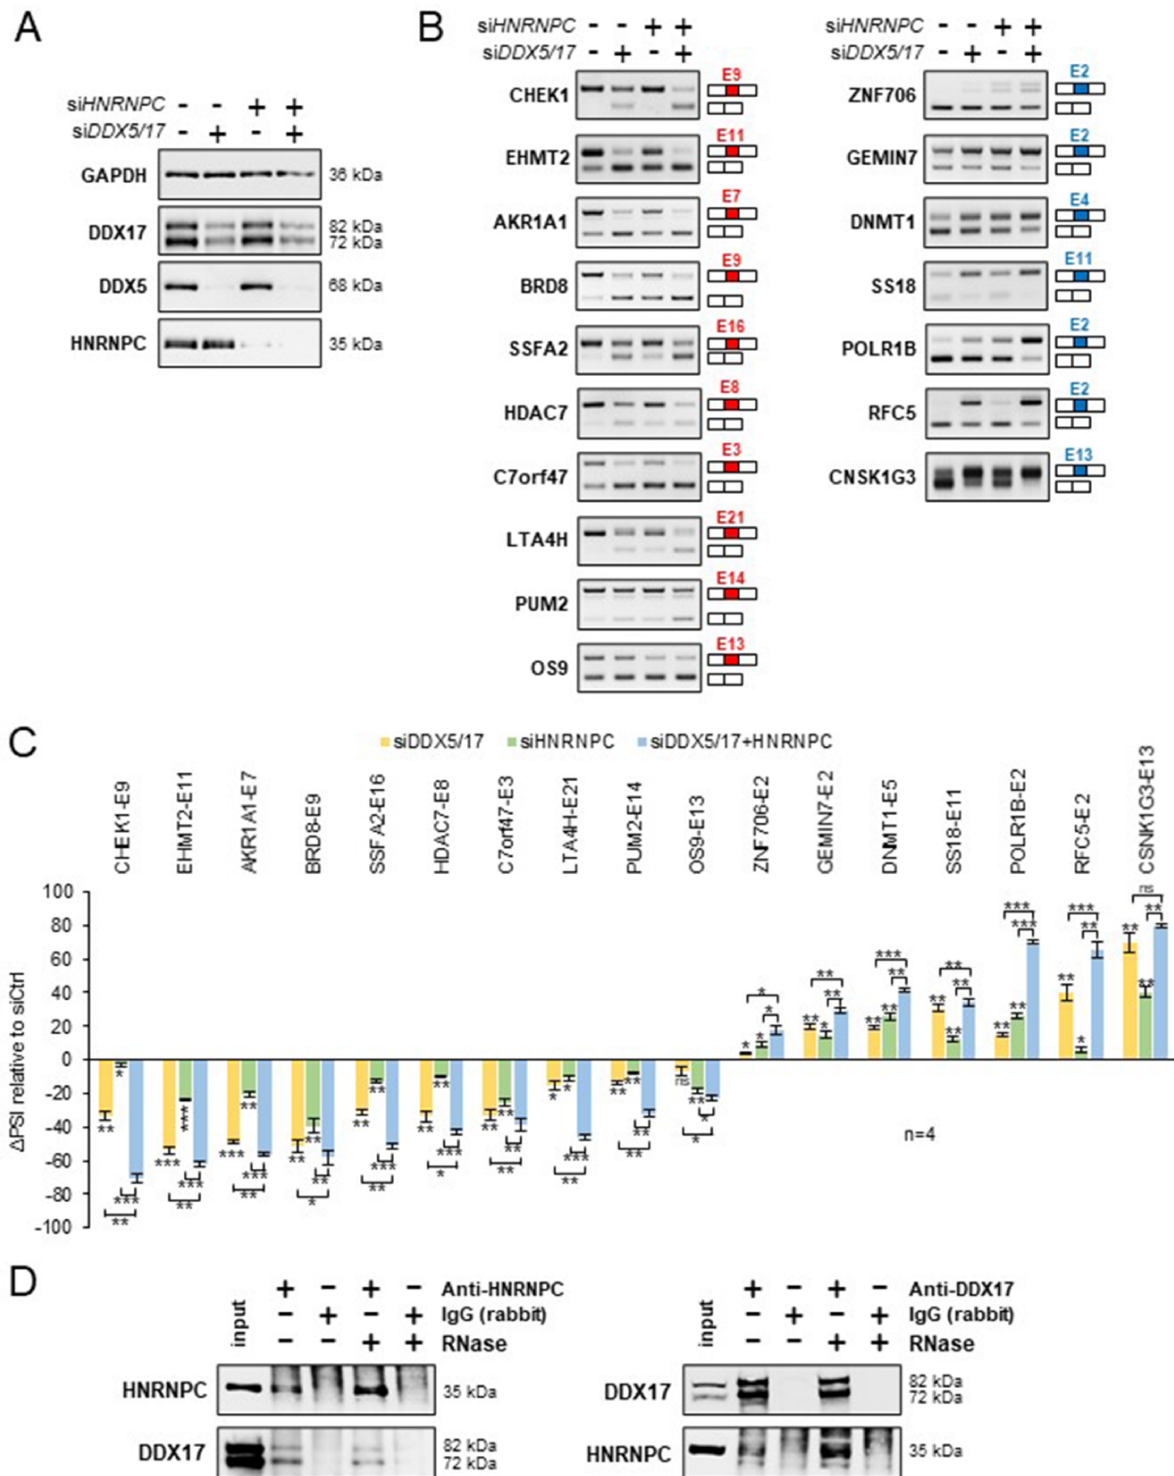 A
siHNRNPC - - + +
siDDX5/17 - + - +
GAPDH 36 kDa
DDX17 82 kDa
72 kDa
DDX5 68 kDa
HNRNPC 35 kDa
B
siHNRNPC - - + +
siDDX5/17 - + - +
CHEK1 E9
EHMT2 E11
AKR1A1 E7
BRD8 E9
SSFA2 E16
HDAC7 E8
C7orf47 E3
LTA4H E21
PUM2 E14
OS9 E13
siHNRNPC - - + +
siDDX5/17 - + - +
ZNF706 E2
GEMIN7 E2
DNMT1 E4
SS18 E11
POLR1B E2
RFC5 E2
CNSK1G3 E13
C
siDDX5/17 siHNRNPC siDDX5/17+HNRNPC
CHEK1-E9
EHMT2-E11
AKR1A1-E7
BRD8-E9
SSFA2-E16
HDAC7-E8
C7orf47-E3
LTA4H-E21
PUM2-E14
OS9-E13
ZNF706-E2
GEMIN7-E2
DNMT1-E5
SS18-E11
POLR1B-E2
RFC5-E2
CSNK1G3-E13
ΔPSI relative to siCtrl
100
80
60
40
20
0
-20
-40
-60
-80
-100
ns
ns
n=4
D
input + - + - Anti-HNRNPC
- + - + IgG (rabbit)
- - + + RNase
HNRNPC 35 kDa
DDX17 82 kDa
72 kDa
input + - + - Anti-DDX17
- + - + IgG (rabbit)
- - + + RNase
DDX17 82 kDa
72 kDa
HNRNPC 35 kDa